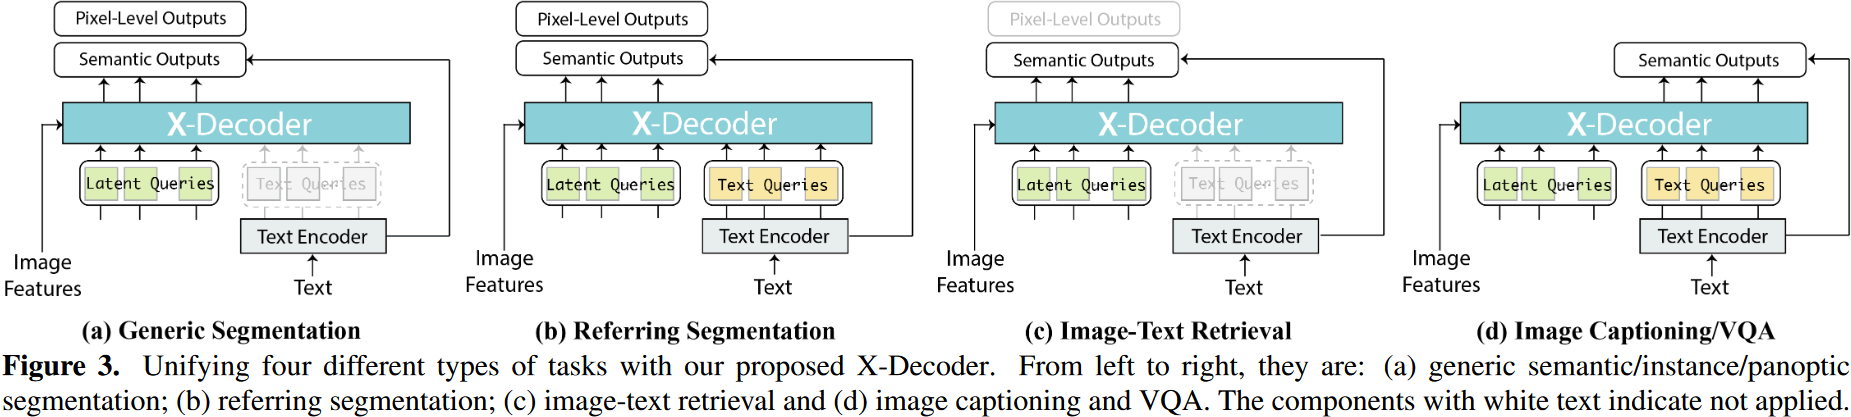 Pixel-Level Outputs
Semantic Outputs
X-Decoder
Latent Queries
Text Queries
Text Encoder
Image
Features
Text
(a) Generic Segmentation
Pixel-Level Outputs
Semantic Outputs
X-Decoder
Latent Queries
Text Queries
Text Encoder
Image
Features
Text
(b) Referring Segmentation
Pixel-Level Outputs
Semantic Outputs
X-Decoder
Latent Queries
Text Queries
Text Encoder
Image
Features
Text
(c) Image-Text Retrieval
Semantic Outputs
X-Decoder
Latent Queries
Text Queries
Text Encoder
Image
Features
Text
(d) Image Captioning/VQA
Figure 3. Unifying four different types of tasks with our proposed X-Decoder. From left to right, they are: (a) generic semantic/instance/panoptic
segmentation; (b) referring segmentation; (c) image-text retrieval and (d) image captioning and VQA. The components with white text indicate not applied.